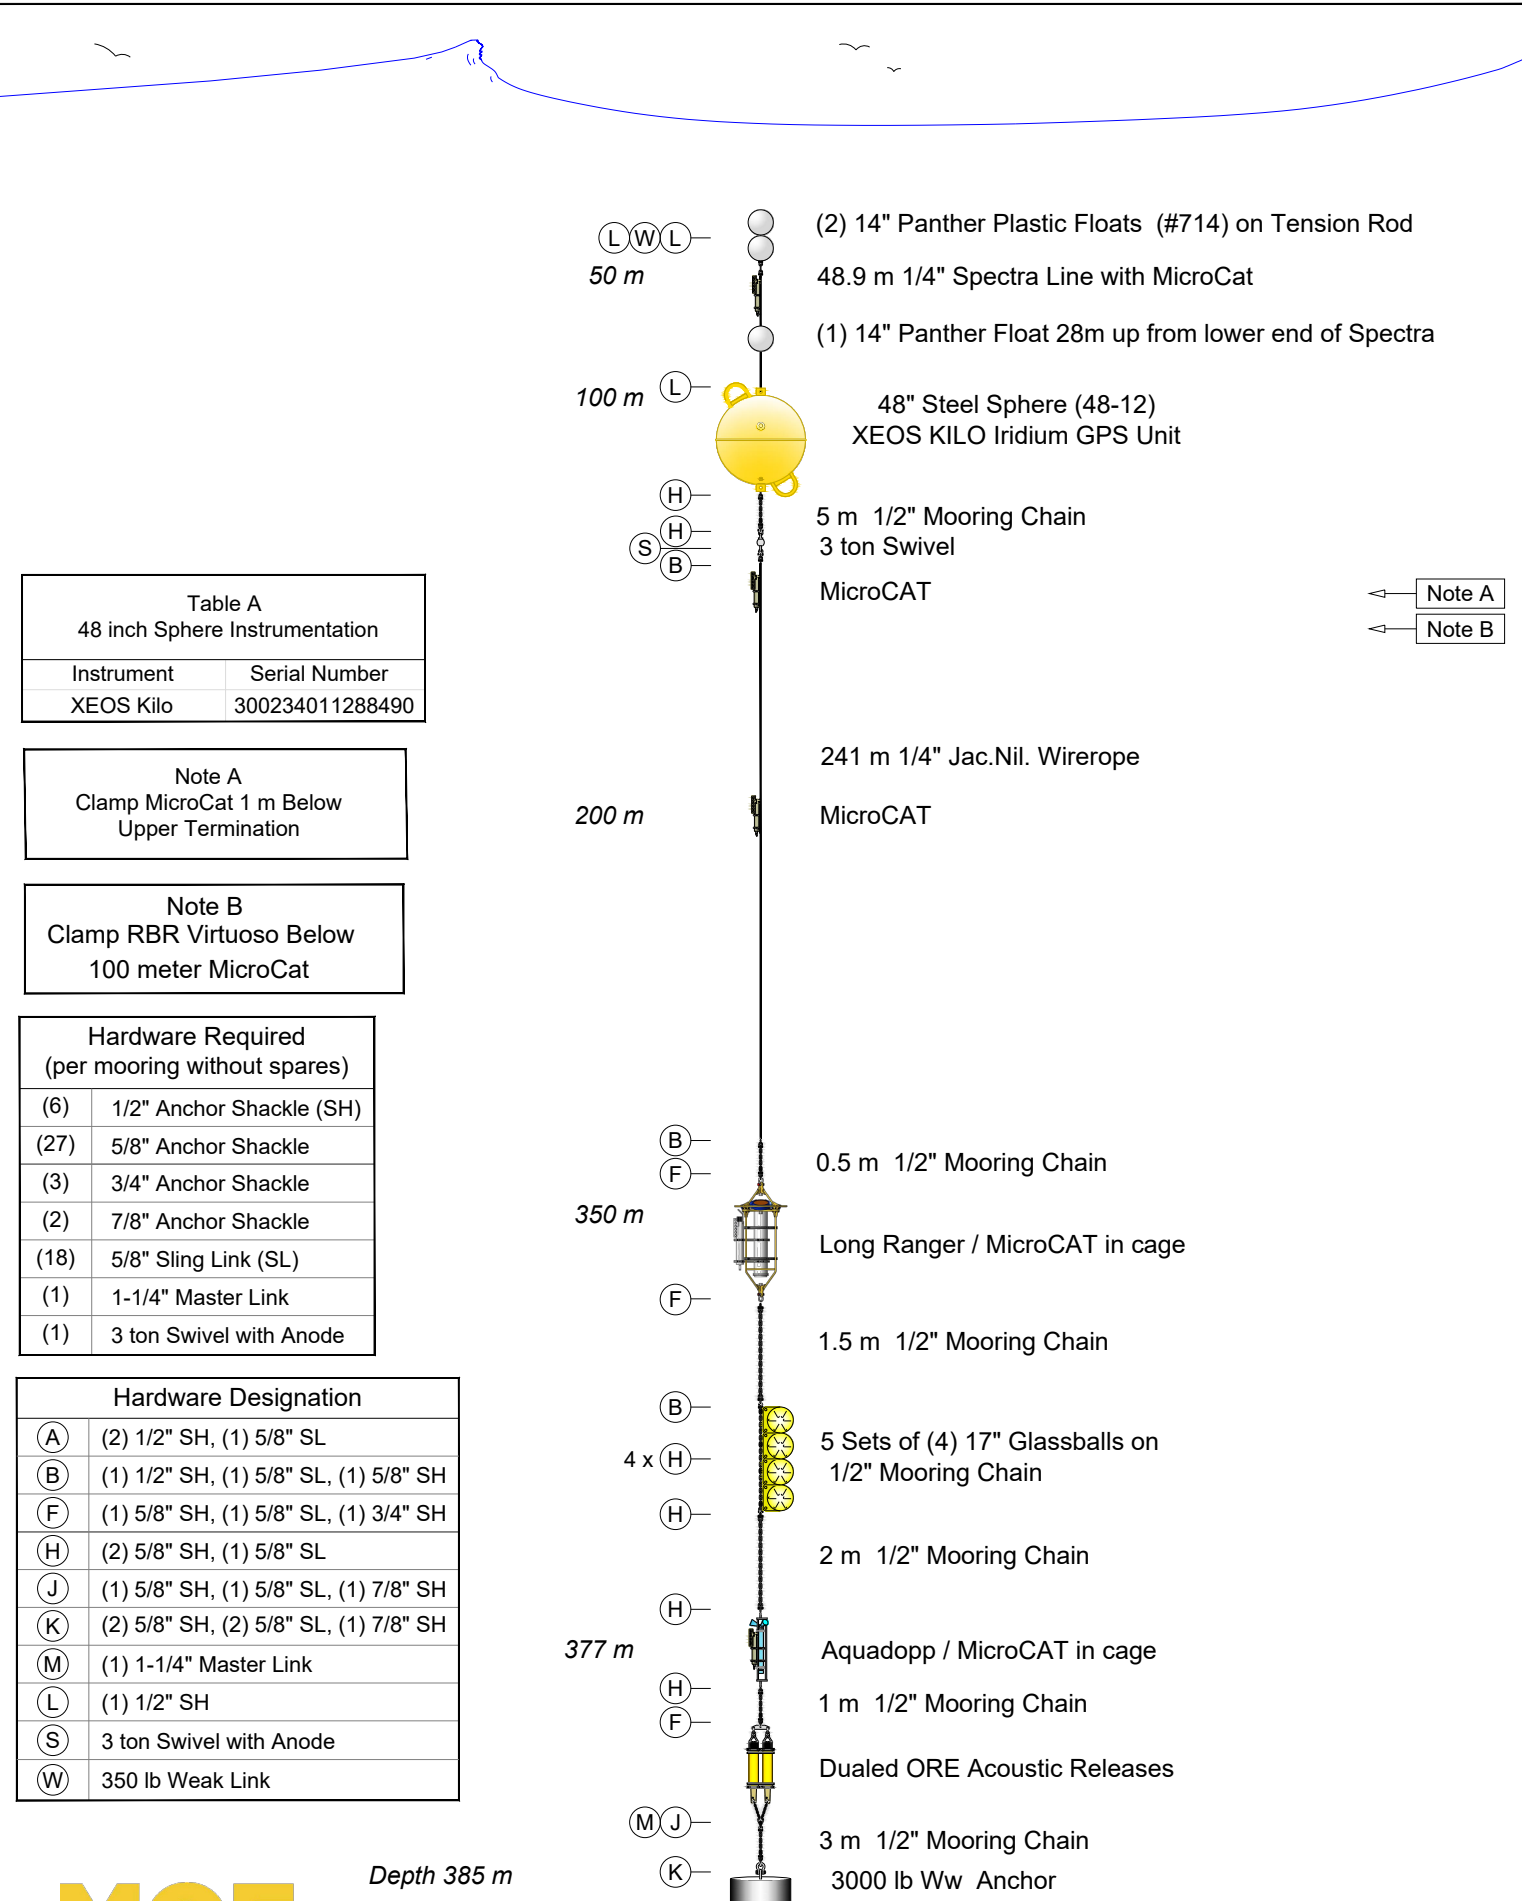 L W L
(2) 14" Panther Plastic Floats (#714) on Tension Rod
50 m
48.9 m 1/4" Spectra Line with MicroCat
(1) 14" Panther Float 28m up from lower end of Spectra
100 m
L
48" Steel Sphere (48-12)
XEOS KILO Iridium GPS Unit
H
5 m 1/2" Mooring Chain
H
S
3 ton Swivel
B
MicroCAT
Note A
Note B
Table A
48 inch Sphere Instrumentation
Instrument Serial Number
XEOS Kilo 300234011288490
241 m 1/4" Jac.Nil. Wirerope
Note A
Clamp MicroCat 1 m Below
Upper Termination
200 m
MicroCAT
Note B
Clamp RBR Virtuoso Below
100 meter MicroCat
Hardware Required
(per mooring without spares)
(6) 1/2" Anchor Shackle (SH)
(27) 5/8" Anchor Shackle
(3) 3/4" Anchor Shackle
(2) 7/8" Anchor Shackle
(18) 5/8" Sling Link (SL)
(1) 1-1/4" Master Link
(1) 3 ton Swivel with Anode
B
F
0.5 m 1/2" Mooring Chain
350 m
Long Ranger / MicroCAT in cage
F
1.5 m 1/2" Mooring Chain
Hardware Designation
A (2) 1/2" SH, (1) 5/8" SL
B (1) 1/2" SH, (1) 5/8" SL, (1) 5/8" SH
F (1) 5/8" SH, (1) 5/8" SL, (1) 3/4" SH
H (2) 5/8" SH, (1) 5/8" SL
J (1) 5/8" SH, (1) 5/8" SL, (1) 7/8" SH
K (2) 5/8" SH, (2) 5/8" SL, (1) 7/8" SH
M (1) 1-1/4" Master Link
L (1) 1/2" SH
S 3 ton Swivel with Anode
W 350 lb Weak Link
B
4 x H
5 Sets of (4) 17" Glassballs on
1/2" Mooring Chain
H
2 m 1/2" Mooring Chain
H
377 m
Aquadopp / MicroCAT in cage
H
1 m 1/2" Mooring Chain
F
Dualed ORE Acoustic Releases
M J
3 m 1/2" Mooring Chain
Depth 385 m
K
3000 lb Ww Anchor